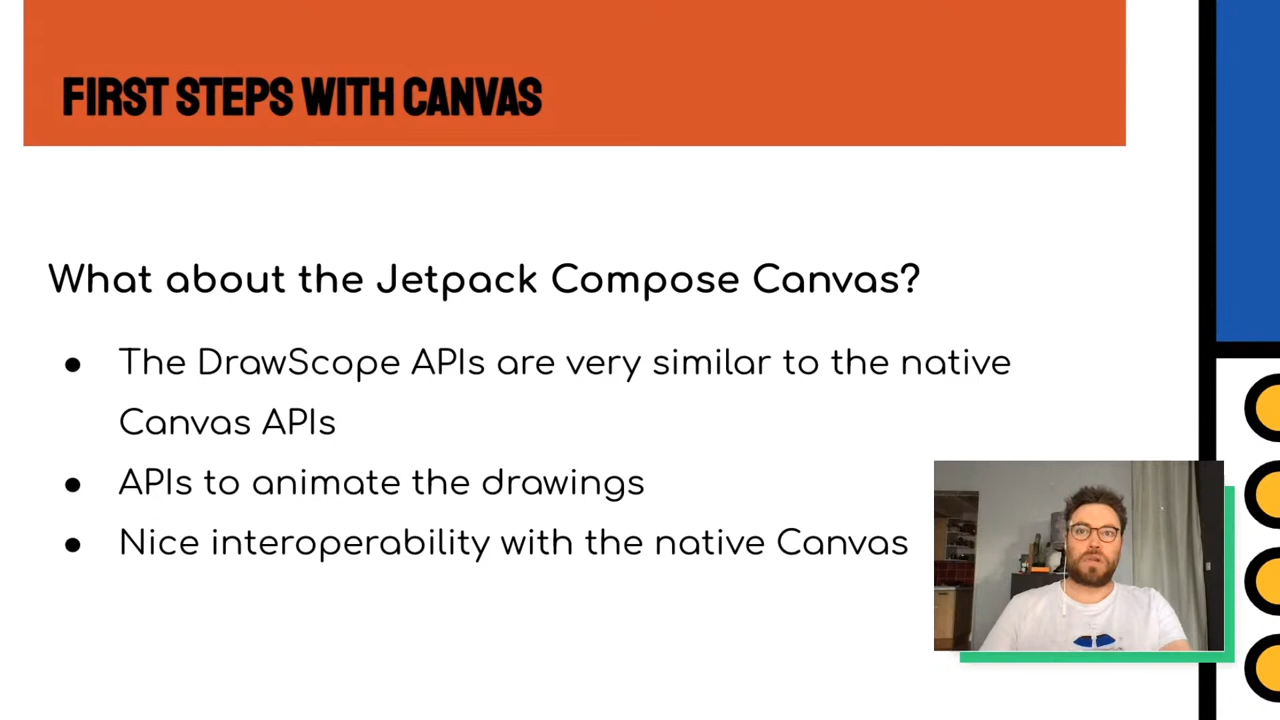 FIRST STEPS WITH CANVAS
What about the Jetpack Compose Canvas?
● The DrawScope APIs are very similar to the native
Canvas APIs
● APIs to animate the drawings
● Nice interoperability with the native Canvas